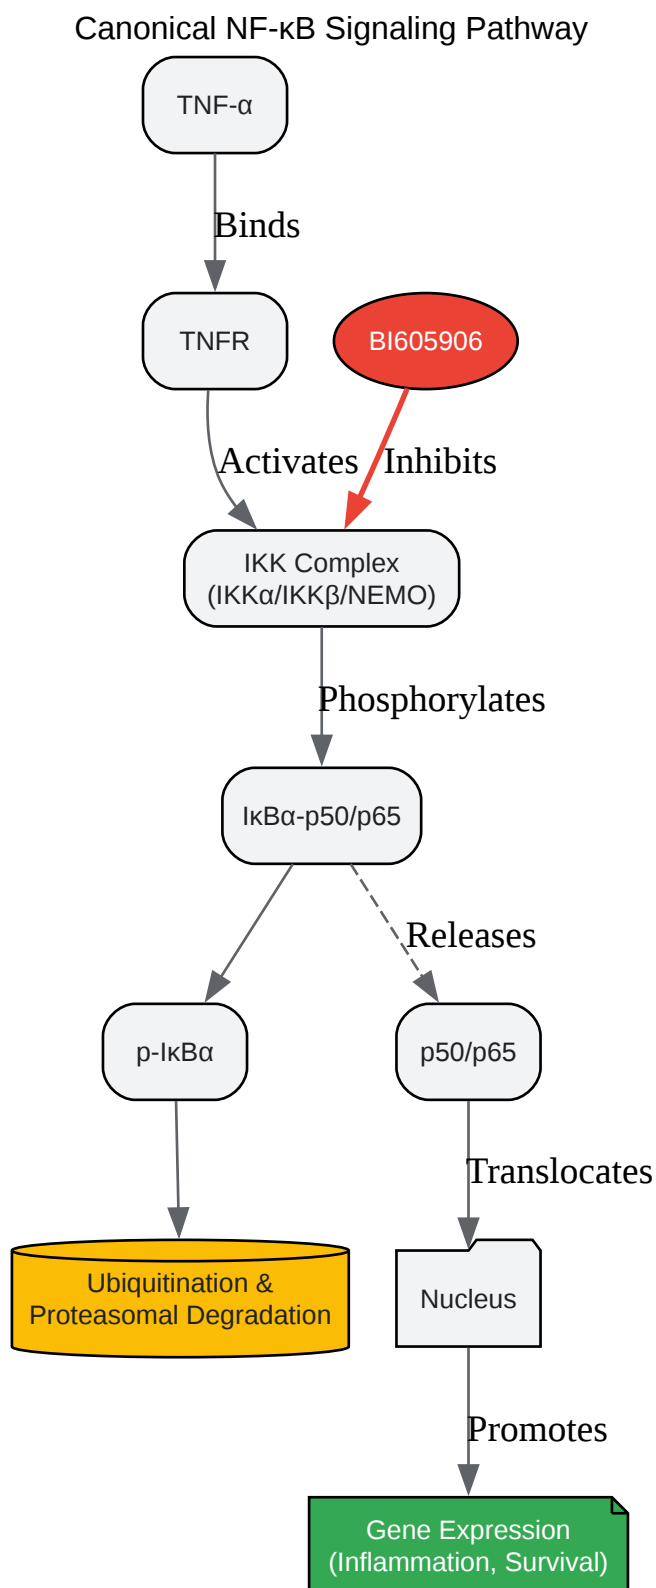 Canonical NF-κB Signaling Pathway
TNF-α
Binds
TNFR
BI605906
Activates
Inhibits
IKK Complex
(IKKα/IKKβ/NEMO)
Phosphorylates
IκBα-p50/p65
Releases
p-IκBα
p50/p65
Translocates
Ubiquitination &
Proteasomal Degradation
Nucleus
Promotes
Gene Expression
(Inflammation, Survival)